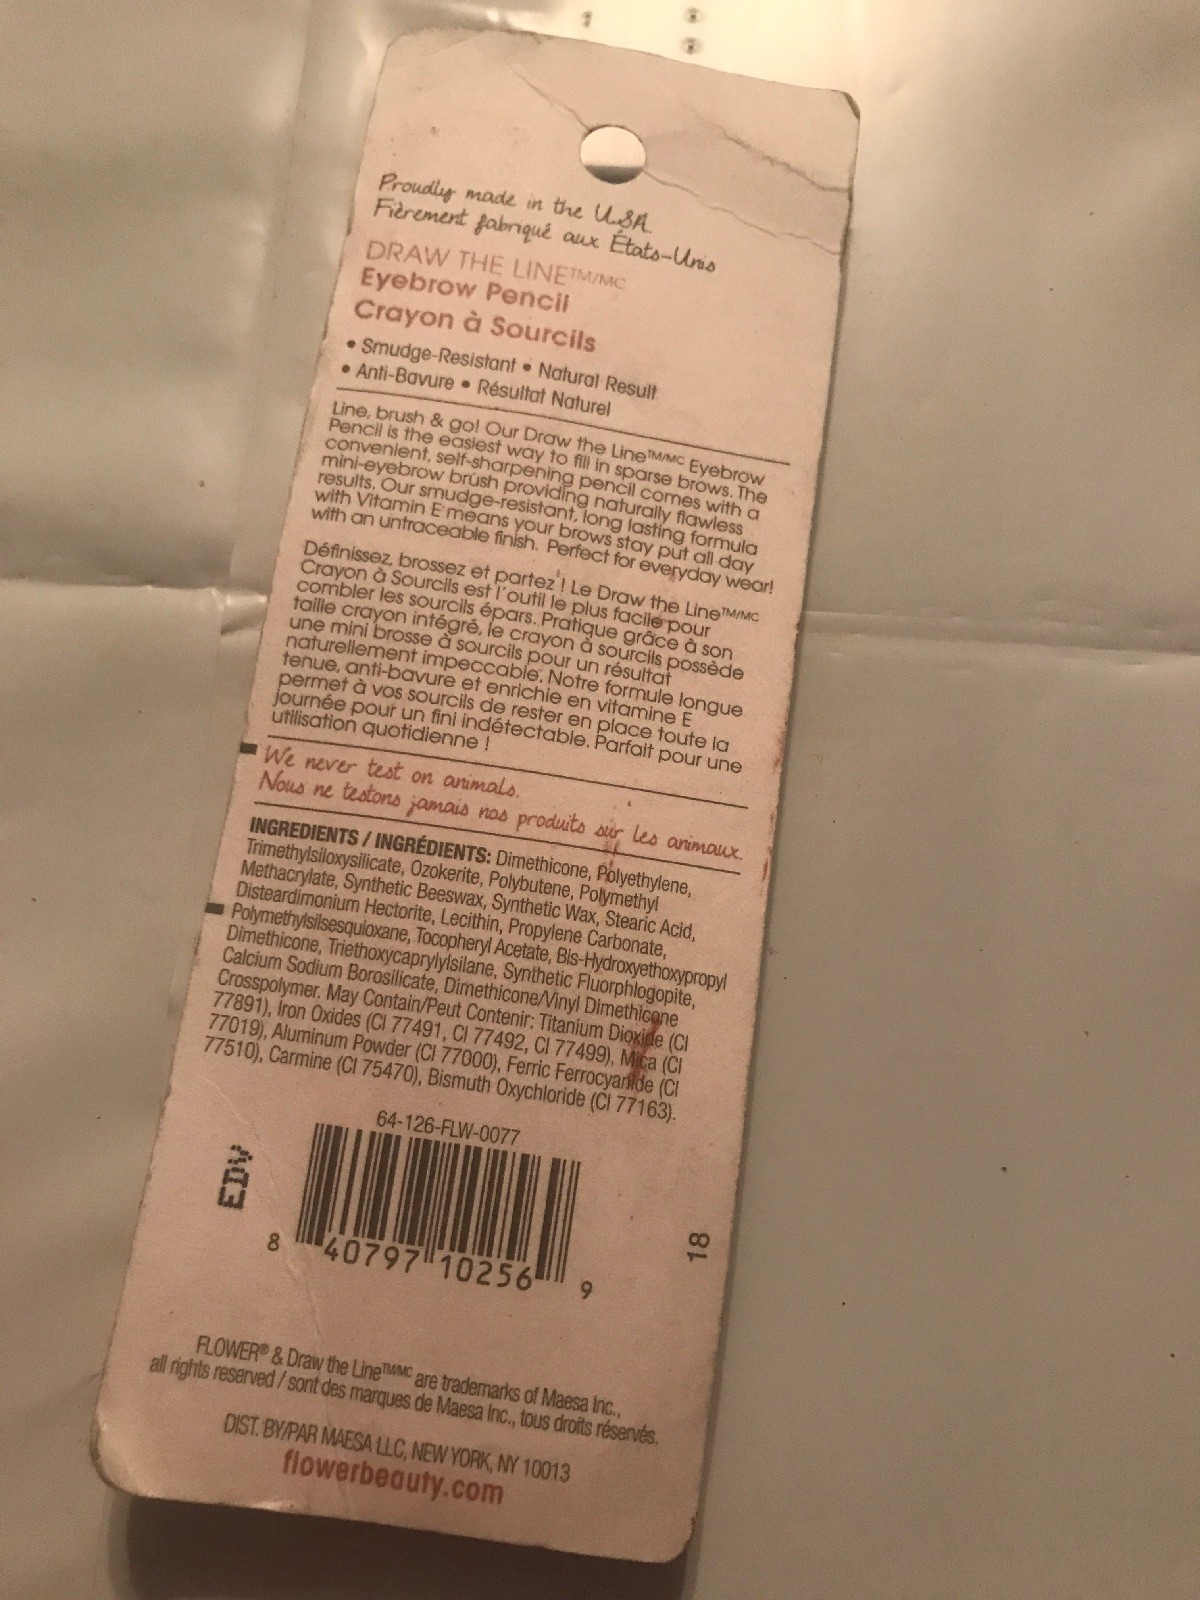 Proudly made in the U.S.A.
Fièrement fabriqué aux États-Unis
DRAW THE LINE™/MC
Eyebrow Pencil
Crayon à Sourcils
• Smudge-Resistant • Natural Result
• Anti-Bavure • Résultat Naturel
Line, brush & go! Our Draw the Line™/MC Eyebrow
Pencil is the easiest way to fill in sparse brows. The
convenient, self-sharpening pencil comes with a
mini-eyebrow brush providing naturally flawless
results. Our smudge-resistant, long lasting formula
with Vitamin E means your brows stay put all day
with an untraceable finish. Perfect for everyday wear!
Définissez, brossez et partez ! Le Draw the Line™/MC
Crayon à Sourcils est l'outil le plus facile pour
combler les sourcils épars. Pratique grâce à son
taille crayon intégré, le crayon à sourcils possède
une mini brosse à sourcils pour un résultat
naturellement impeccable. Notre formule longue
tenue, anti-bavure et enrichie en vitamine E
permet à vos sourcils de rester en place toute la
journée pour un fini indétectable. Parfait pour une
utilisation quotidienne !
We never test on animals.
Nous ne testons jamais nos produits sur les animaux.
INGREDIENTS / INGRÉDIENTS: Dimethicone, Polyethylene,
Trimethylsiloxysilicate, Ozokerite, Polybutene, Polymethyl
Methacrylate, Synthetic Beeswax, Synthetic Wax, Stearic Acid,
Disteardimonium Hectorite, Lecithin, Propylene Carbonate,
Polymethylsilsesquioxane, Tocopheryl Acetate, Bis-Hydroxyethoxypropyl
Dimethicone, Triethoxycaprylylsilane, Synthetic Fluorphlogopite,
Calcium Sodium Borosilicate, Dimethicone/Vinyl Dimethicone
Crosspolymer. May Contain/Peut Contenir: Titanium Dioxide (CI
77891), Iron Oxides (CI 77491, CI 77492, CI 77499), Mica (CI
77019), Aluminum Powder (CI 77000), Ferric Ferrocyanide (CI
77510), Carmine (CI 75470), Bismuth Oxychloride (CI 77163).
64-126-FLW-0077
EDV
8 40797 10256 9
18
FLOWER® & Draw the Line™/MC are trademarks of Maesa Inc.,
all rights reserved / sont des marques de Maesa Inc., tous droits réservés.
DIST. BY/PAR MAESA LLC, NEW YORK, NY 10013
flowerbeauty.com